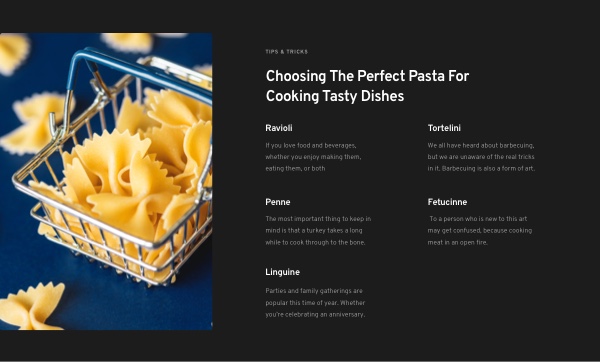 TIPS & TRICKS
Choosing The Perfect Pasta For
Cooking Tasty Dishes
Ravioli
If you love food and beverages,
whether you enjoy making them,
eating them, or both
Tortelini
We all have heard about barbecuing,
but we are unaware of the real tricks
in it. Barbecuing is also a form of art.
Penne
The most important thing to keep in
mind is that a turkey takes a long
while to cook through to the bone.
Fetucinne
To a person who is new to this art
may get confused, because cooking
meat in an open fire.
Linguine
Parties and family gatherings are
popular this time of year. Whether
you're celebrating an anniversary.